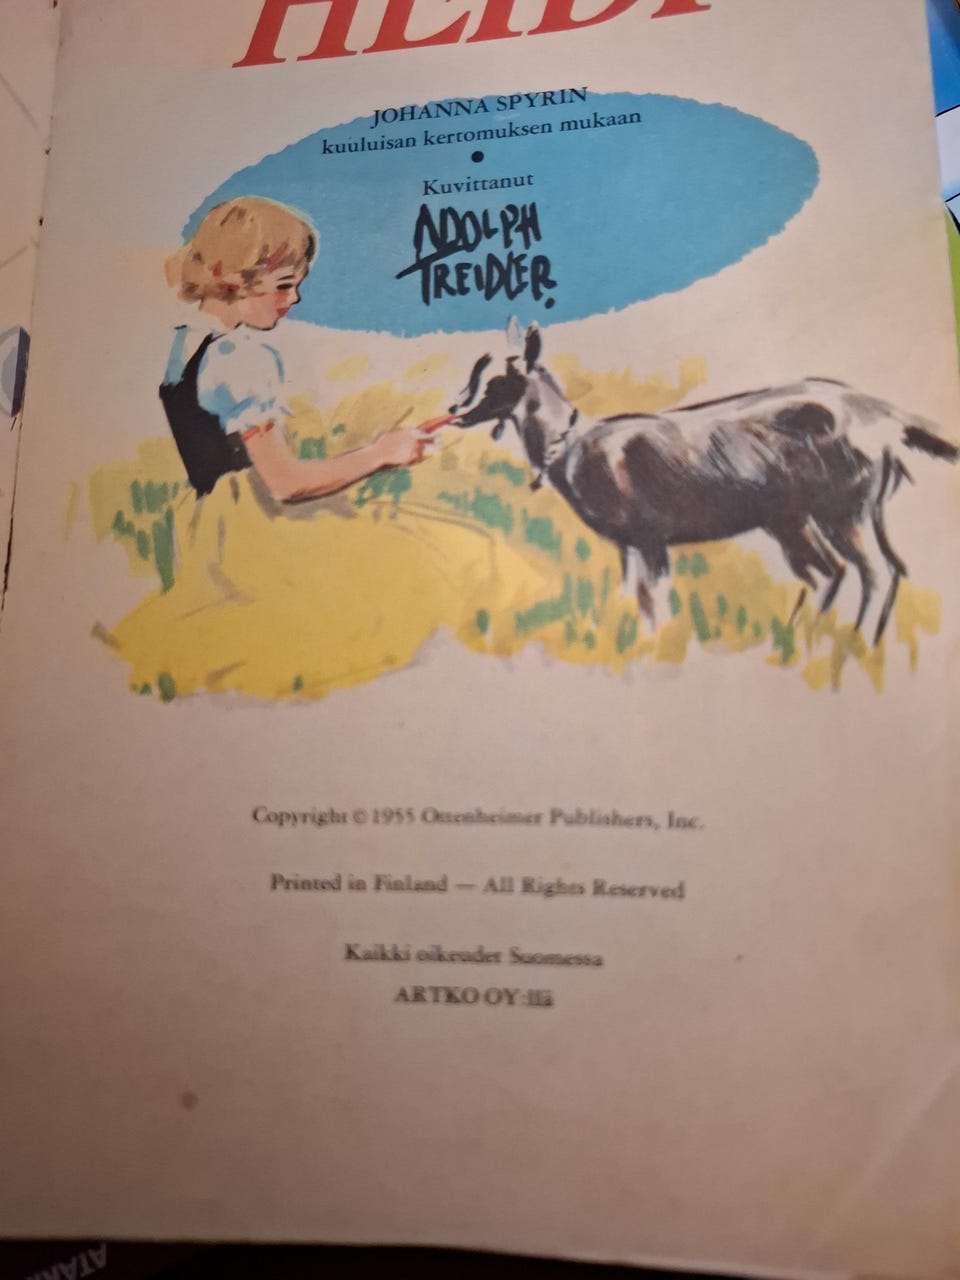 HEIDI
JOHANNA SPYRIN
kuuluisan kertomuksen mukaan
•
Kuvittanut
ADOLPH
TREIDLER.
Copyright © 1955 Ottenheimer Publishers, Inc.
Printed in Finland — All Rights Reserved
Kaikki oikeudet Suomessa
ARTKO OY:llä